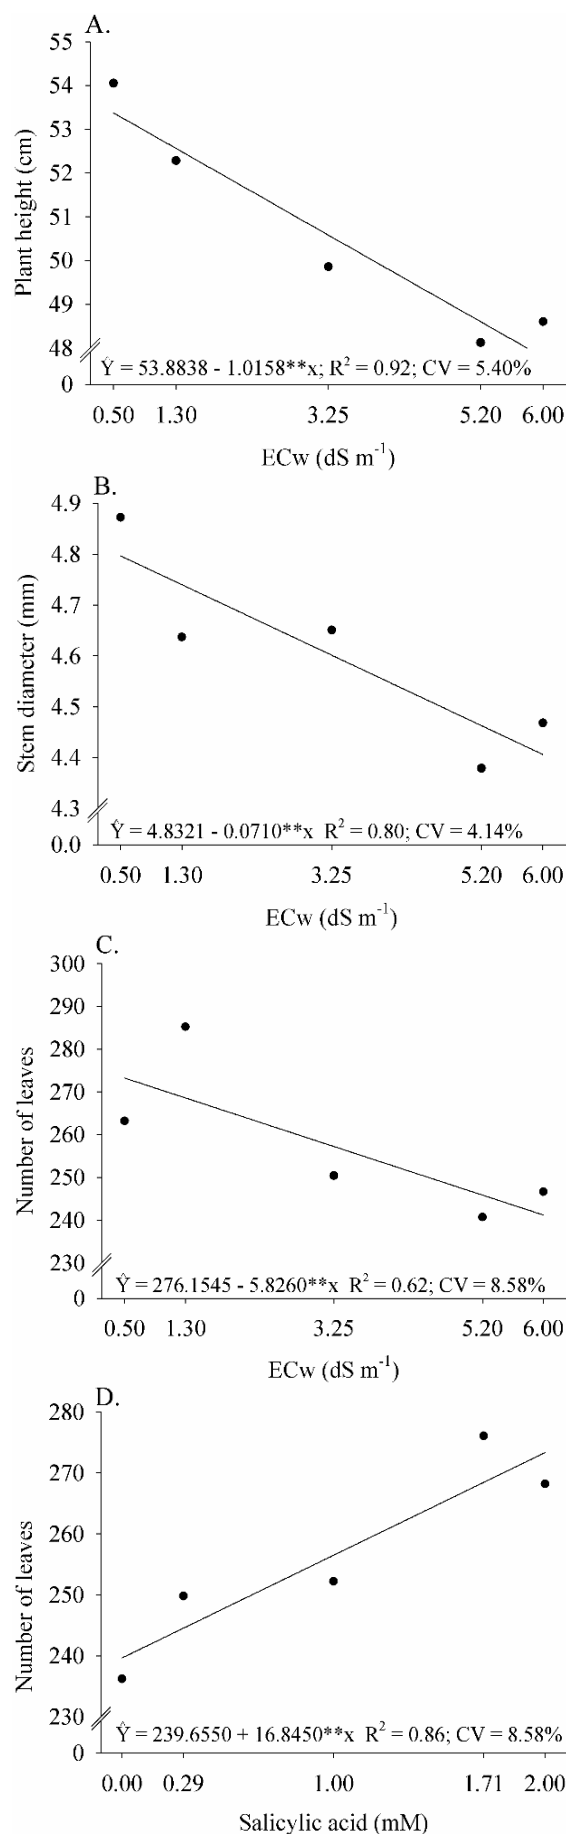 A.
55
54
53
52
51
50
49
48
0
Plant height (cm)
Ŷ = 53.8838 - 1.0158**x; R² = 0.92; CV = 5.40%
0.50 1.30 3.25 5.20 6.00
ECw (dS m⁻¹)
B.
4.9
4.8
4.7
4.6
4.5
4.4
4.3
0.0
Stem diameter (mm)
Ŷ = 4.8321 - 0.0710**x R² = 0.80; CV = 4.14%
0.50 1.30 3.25 5.20 6.00
ECw (dS m⁻¹)
C.
300
290
280
270
260
250
240
230
0
Number of leaves
Ŷ = 276.1545 - 5.8260**x R² = 0.62; CV = 8.58%
0.50 1.30 3.25 5.20 6.00
ECw (dS m⁻¹)
D.
280
270
260
250
240
230
0
Number of leaves
Ŷ = 239.6550 + 16.8450**x R² = 0.86; CV = 8.58%
0.00 0.29 1.00 1.71 2.00
Salicylic acid (mM)